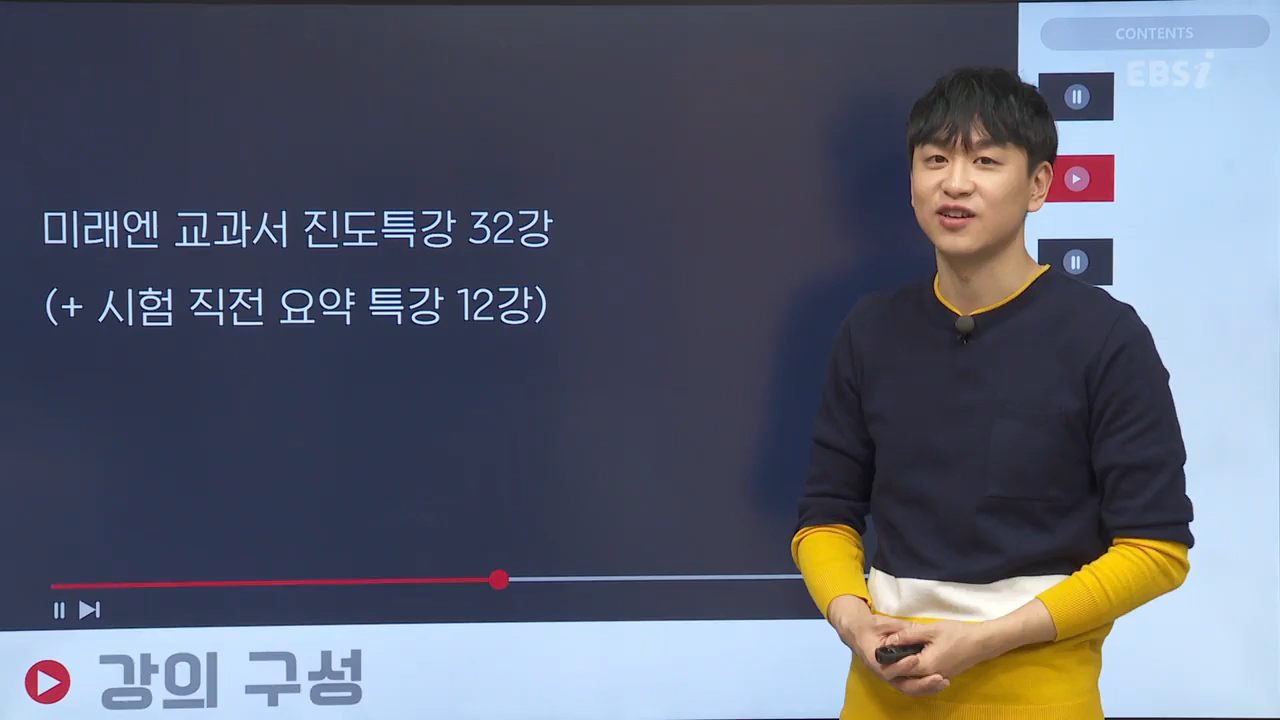 CONTENTS
EBSi
미래엔 교과서 진도특강 32강
(+ 시험 직전 요약 특강 12강)
강의 구성